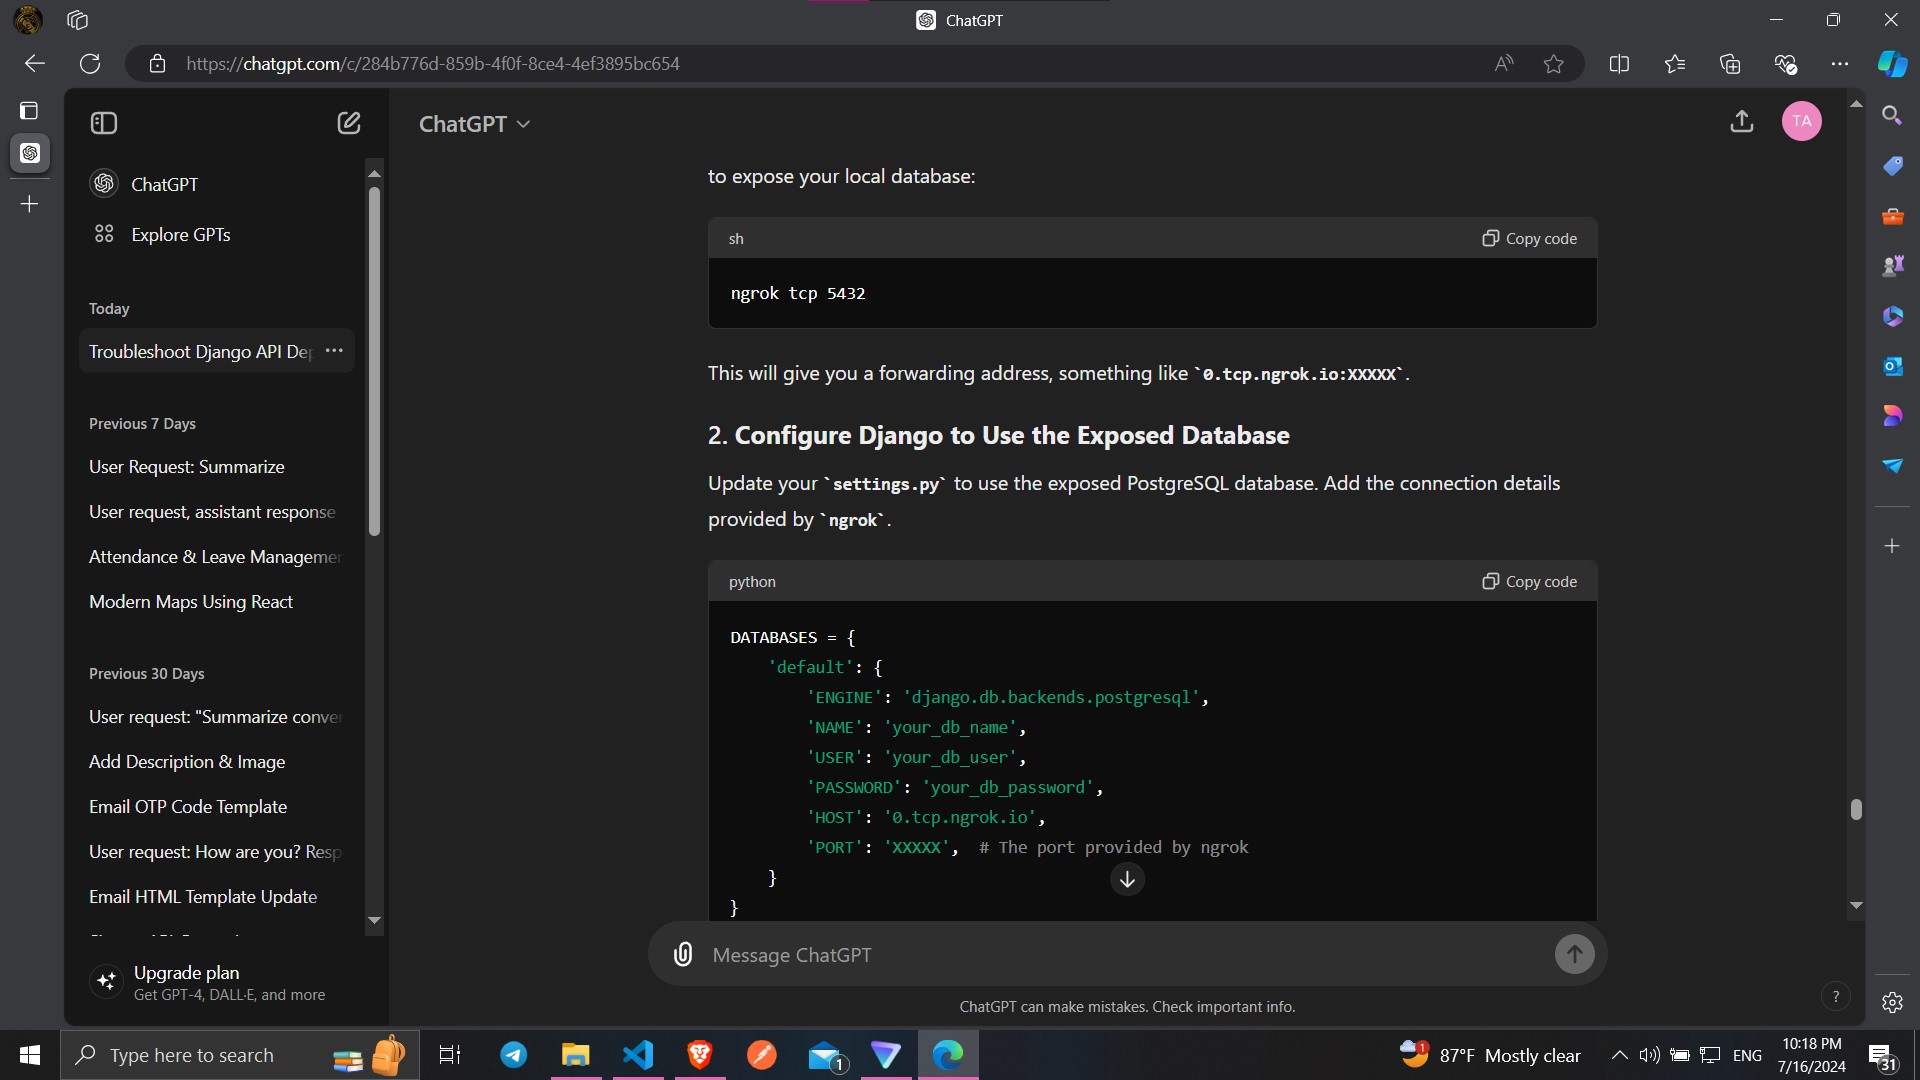 ChatGPT
https://chatgpt.com/c/284b776d-859b-4f0f-8ce4-4ef3895bc654
ChatGPT
TA
ChatGPT
Explore GPTs
Today
Troubleshoot Django API De
Previous 7 Days
User Request: Summarize
User request, assistant response
Attendance & Leave Managemen
Modern Maps Using React
Previous 30 Days
User request: "Summarize conver
Add Description & Image
Email OTP Code Template
User request: How are you? Resp
Email HTML Template Update
Upgrade plan
Get GPT-4, DALL·E, and more
to expose your local database:
sh
Copy code
ngrok tcp 5432
This will give you a forwarding address, something like `0.tcp.ngrok.io:XXXXX`.
2. Configure Django to Use the Exposed Database
Update your `settings.py` to use the exposed PostgreSQL database. Add the connection details
provided by `ngrok`.
python
Copy code
DATABASES = {
'default': {
'ENGINE': 'django.db.backends.postgresql',
'NAME': 'your_db_name',
'USER': 'your_db_user',
'PASSWORD': 'your_db_password',
'HOST': '0.tcp.ngrok.io',
'PORT': 'XXXXX', # The port provided by ngrok
}
}
Message ChatGPT
ChatGPT can make mistakes. Check important info.
?
Type here to search
1
1
87°F Mostly clear
ENG
10:18 PM
7/16/2024
31